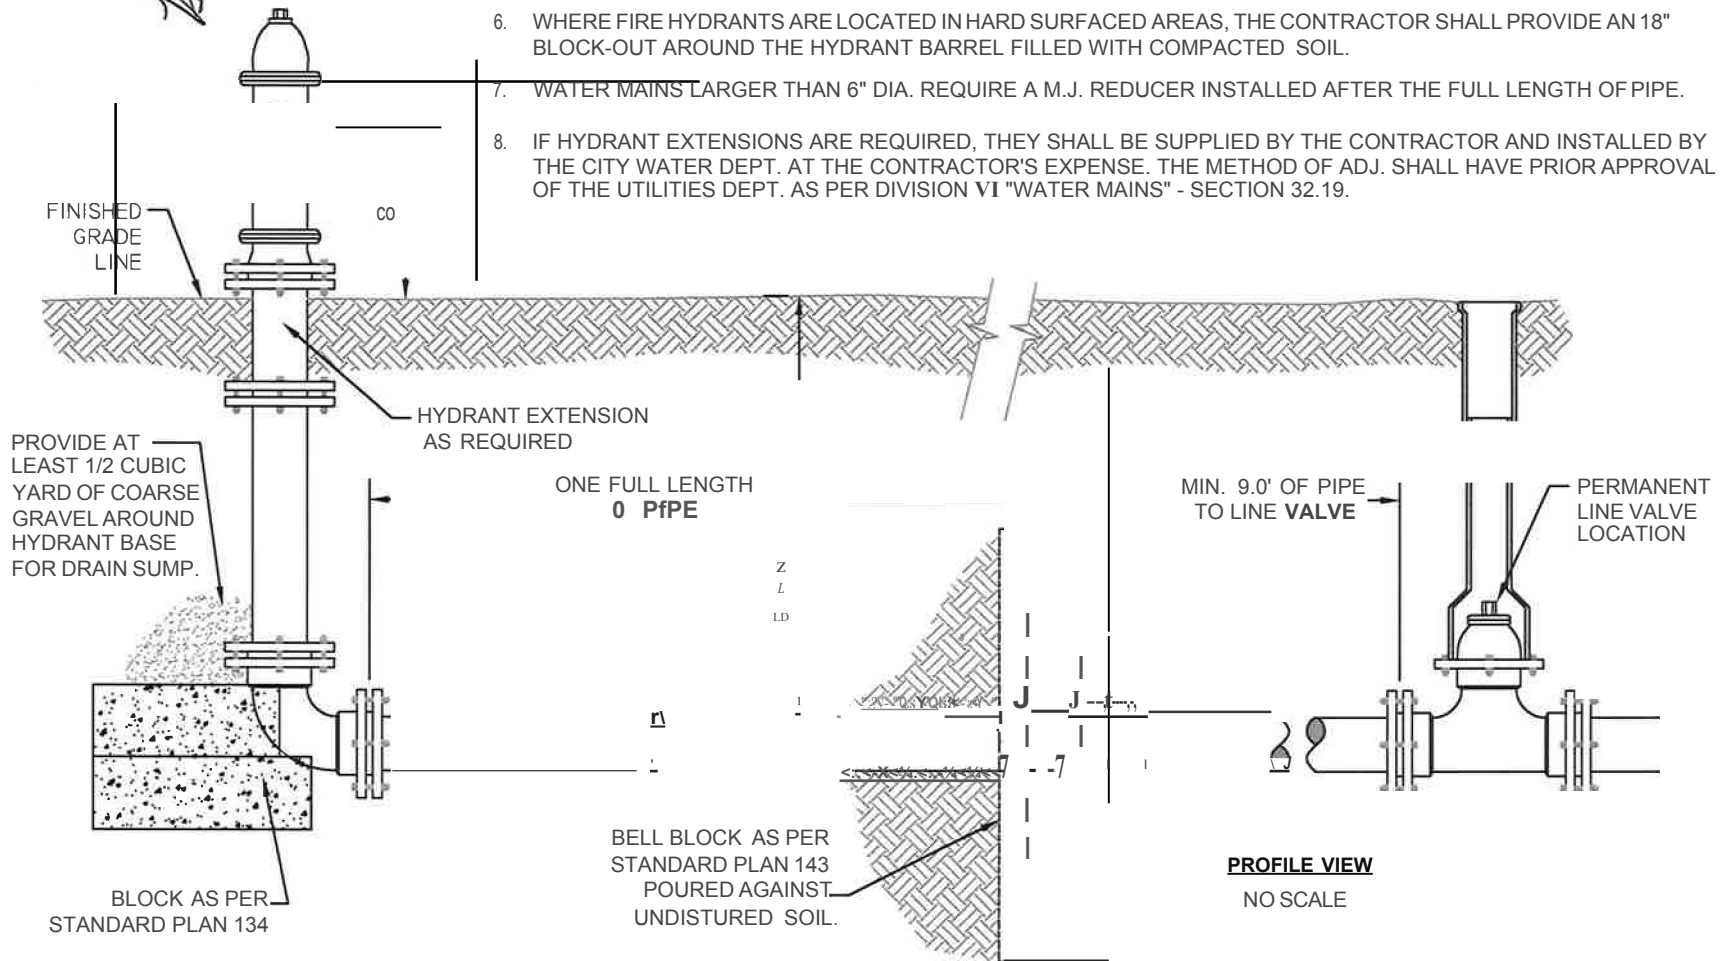 6. WHERE FIRE HYDRANTS ARE LOCATED IN HARD SURFACED AREAS, THE CONTRACTOR SHALL PROVIDE AN 18"
BLOCK-OUT AROUND THE HYDRANT BARREL FILLED WITH COMPACTED SOIL.
7. WATER MAINS LARGER THAN 6" DIA. REQUIRE A M.J. REDUCER INSTALLED AFTER THE FULL LENGTH OF PIPE.
8. IF HYDRANT EXTENSIONS ARE REQUIRED, THEY SHALL BE SUPPLIED BY THE CONTRACTOR AND INSTALLED BY
THE CITY WATER DEPT. AT THE CONTRACTOR'S EXPENSE. THE METHOD OF ADJ. SHALL HAVE PRIOR APPROVAL
OF THE UTILITIES DEPT. AS PER DIVISION VI "WATER MAINS" - SECTION 32.19.
FINISHED
GRADE
LINE
CO
HYDRANT EXTENSION
AS REQUIRED
PROVIDE AT
LEAST 1/2 CUBIC
YARD OF COARSE
GRAVEL AROUND
HYDRANT BASE
FOR DRAIN SUMP.
ONE FULL LENGTH
0 PfPE
Z
L
LD
MIN. 9.0' OF PIPE
TO LINE VALVE
PERMANENT
LINE VALVE
LOCATION
1
r\
J J
7 - -7
BELL BLOCK AS PER
STANDARD PLAN 143
POURED AGAINST
UNDISTURED SOIL.
BLOCK AS PER
STANDARD PLAN 134
PROFILE VIEW
NO SCALE